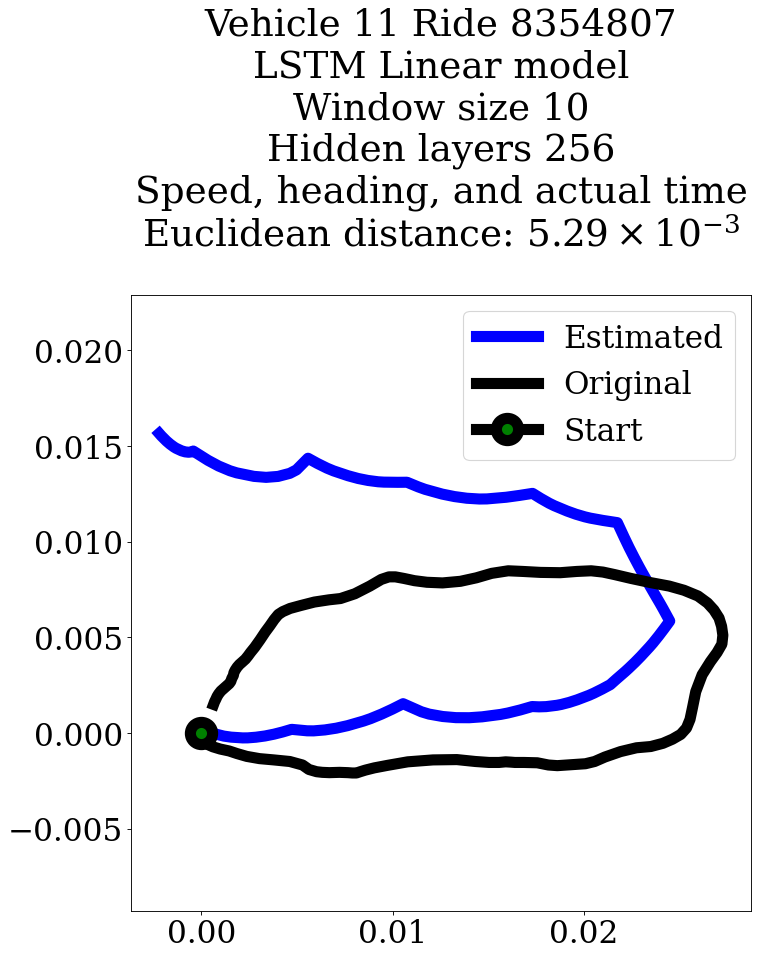 Vehicle 11 Ride 8354807
LSTM Linear model
Window size 10
Hidden layers 256
Speed, heading, and actual time
Euclidean distance: 5.29 × 10⁻³
Estimated
Original
Start
0.020
0.015
0.010
0.005
0.000
−0.005
0.00 0.01 0.02